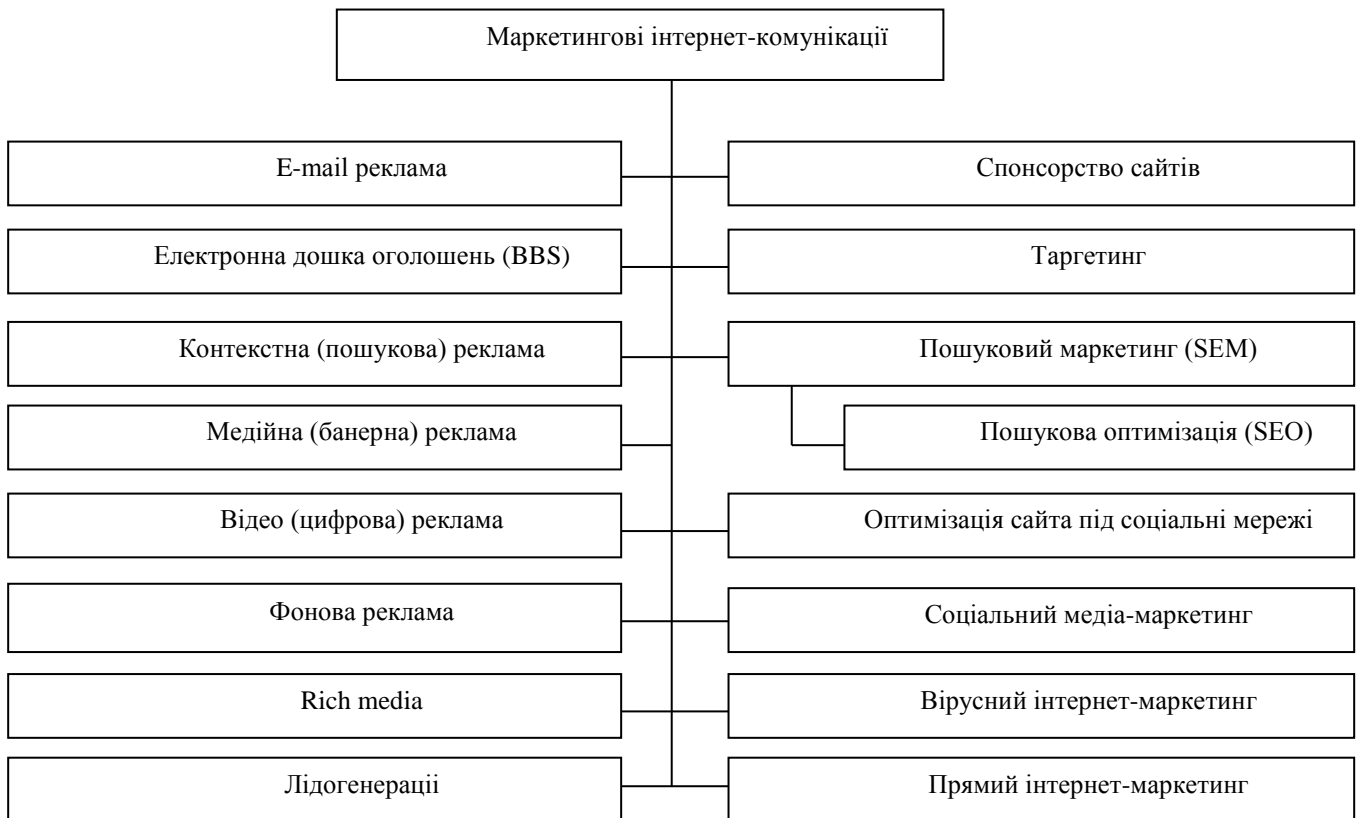 Маркетингові інтернет-комунікації
E-mail реклама
Спонсорство сайтів
Електронна дошка оголошень (BBS)
Таргетинг
Контекстна (пошукова) реклама
Пошуковий маркетинг (SEM)
Медійна (банерна) реклама
Пошукова оптимізація (SEO)
Відео (цифрова) реклама
Оптимізація сайта під соціальні мережі
Фонова реклама
Соціальний медіа-маркетинг
Rich media
Вірусний інтернет-маркетинг
Лідогенерацii
Прямий інтернет-маркетинг